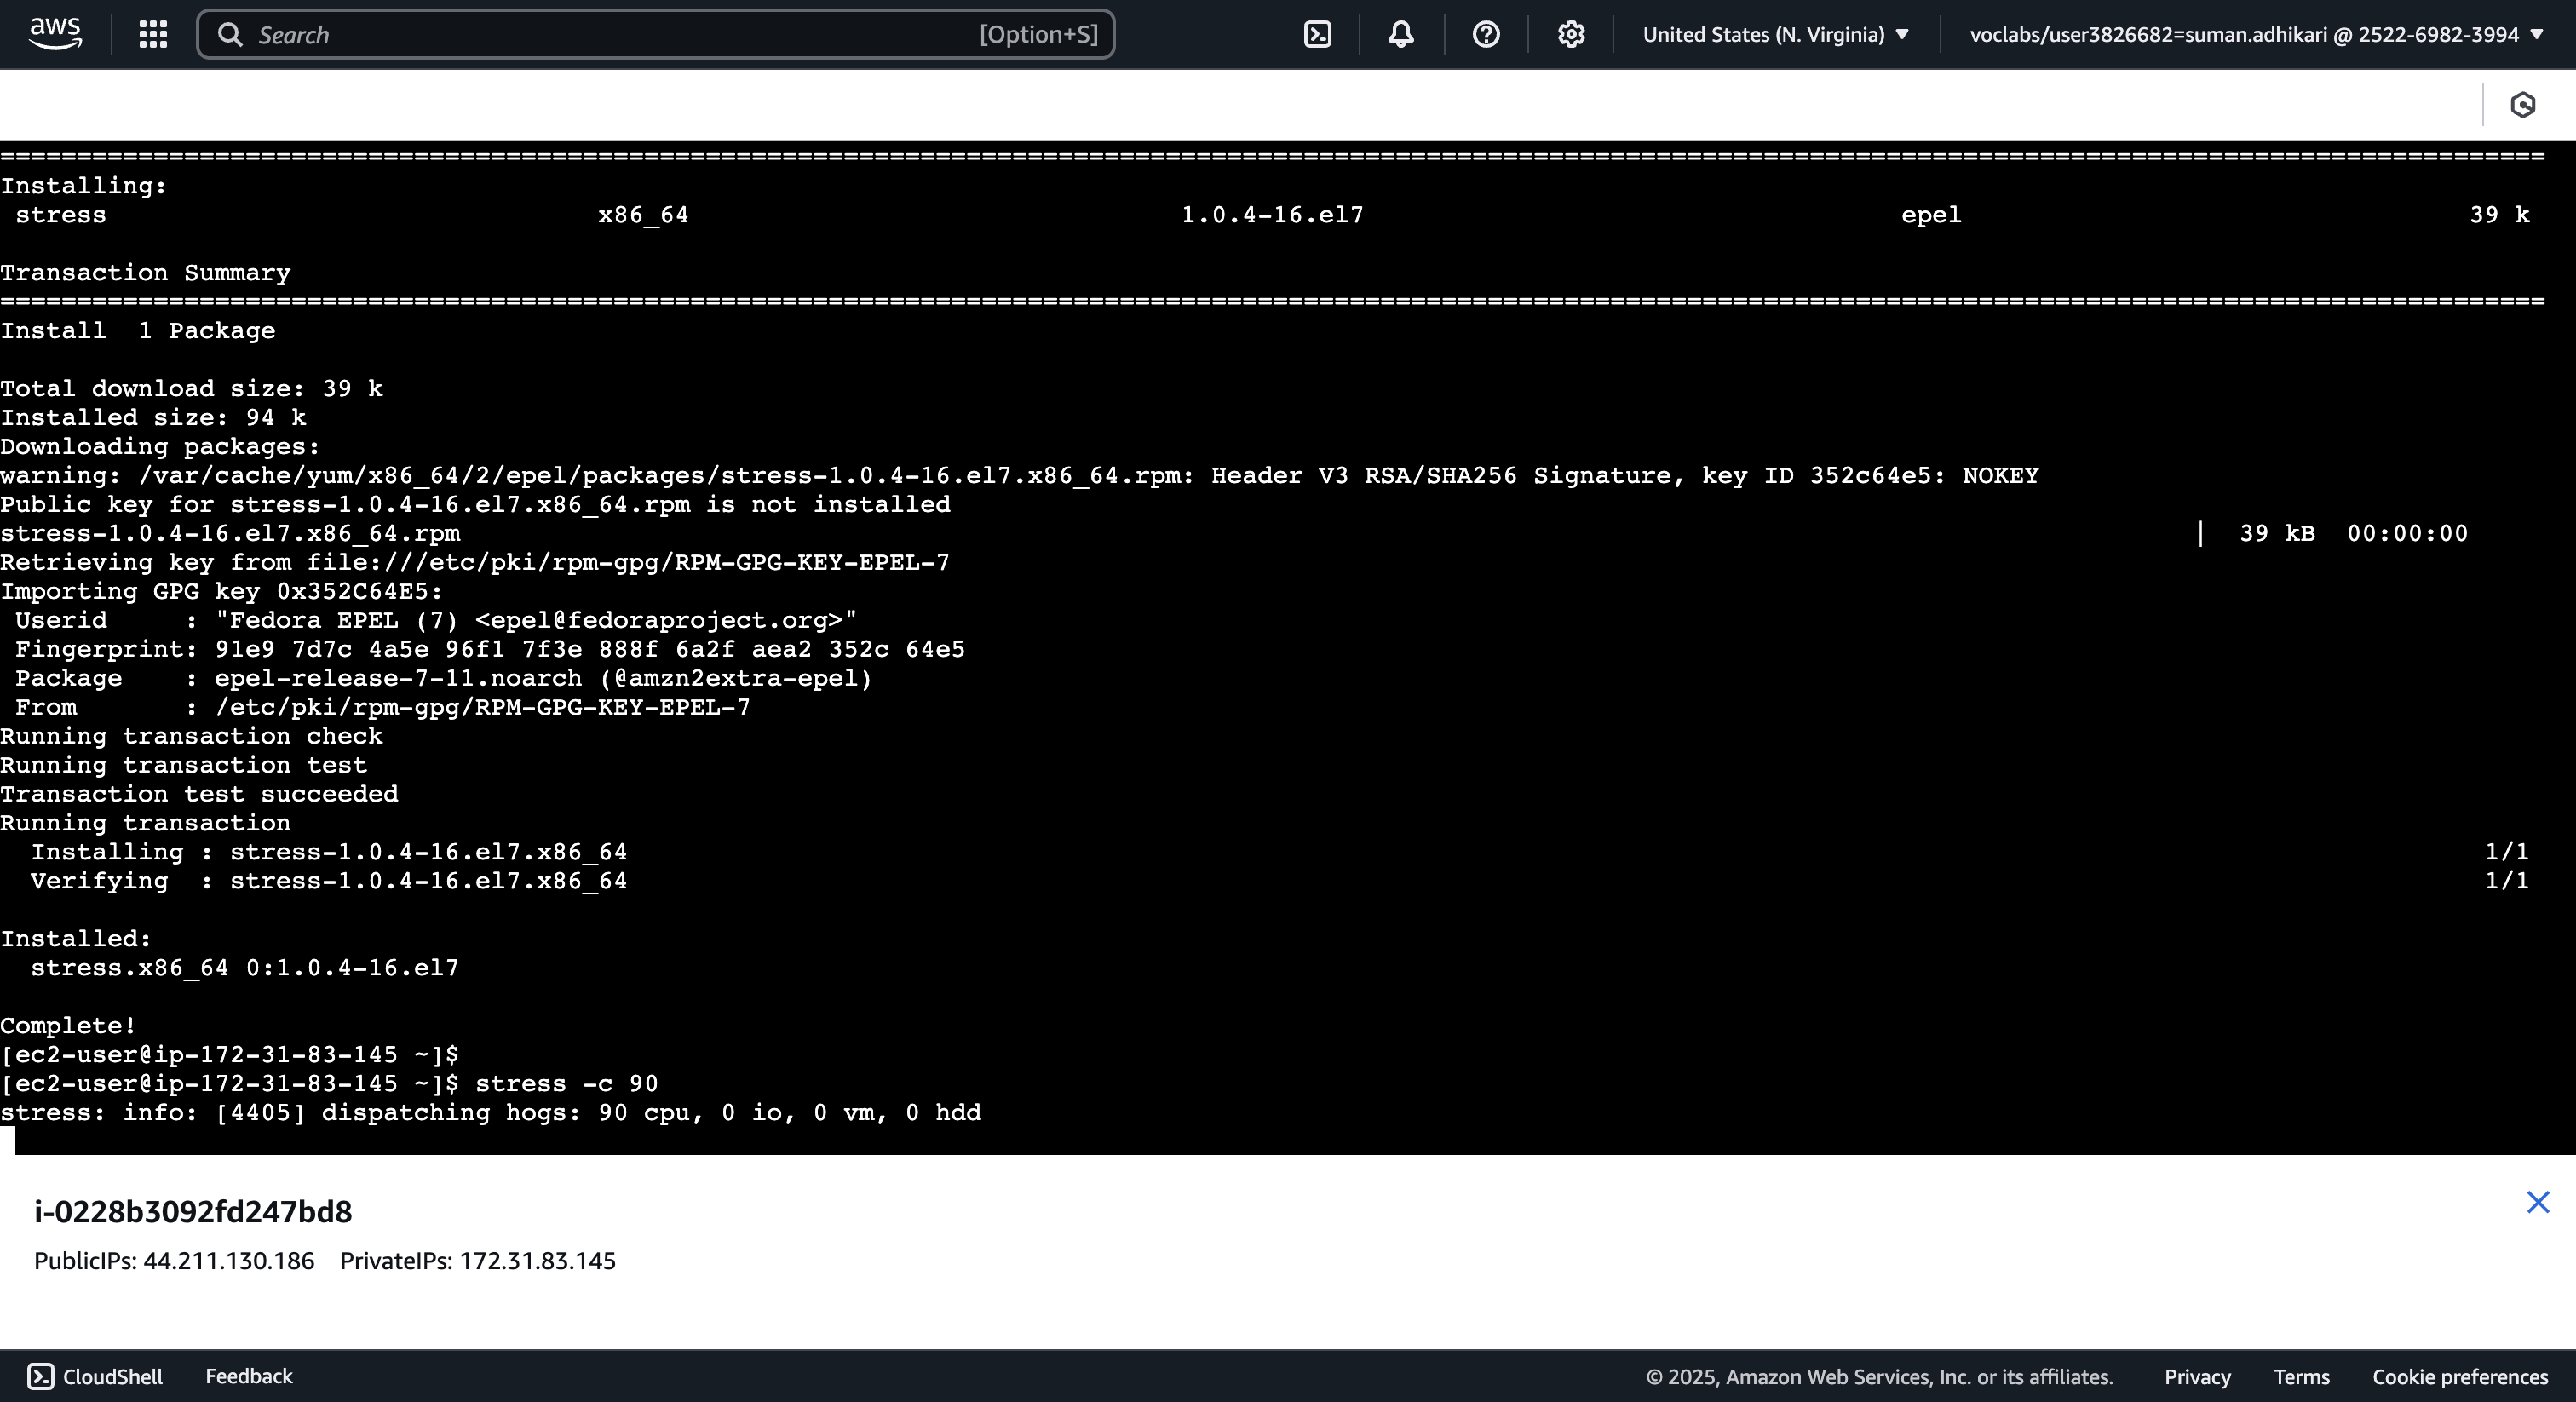 aws
Search [Option+S] United States (N. Virginia) voclabs/user3826682=suman.adhikari @ 2522-6982-3994
================================================================================
Installing:
stress x86_64 1.0.4-16.el7 epel 39 k
Transaction Summary
================================================================================
Install 1 Package
Total download size: 39 k
Installed size: 94 k
Downloading packages:
warning: /var/cache/yum/x86_64/2/epel/packages/stress-1.0.4-16.el7.x86_64.rpm: Header V3 RSA/SHA256 Signature, key ID 352c64e5: NOKEY
Public key for stress-1.0.4-16.el7.x86_64.rpm is not installed
stress-1.0.4-16.el7.x86_64.rpm | 39 kB 00:00:00
Retrieving key from file:///etc/pki/rpm-gpg/RPM-GPG-KEY-EPEL-7
Importing GPG key 0x352C64E5:
Userid : "Fedora EPEL (7) <epel@fedoraproject.org>"
Fingerprint: 91e9 7d7c 4a5e 96f1 7f3e 888f 6a2f aea2 352c 64e5
Package : epel-release-7-11.noarch (@amzn2extra-epel)
From : /etc/pki/rpm-gpg/RPM-GPG-KEY-EPEL-7
Running transaction check
Running transaction test
Transaction test succeeded
Running transaction
Installing : stress-1.0.4-16.el7.x86_64 1/1
Verifying : stress-1.0.4-16.el7.x86_64 1/1
Installed:
stress.x86_64 0:1.0.4-16.el7
Complete!
[ec2-user@ip-172-31-83-145 ~]$
[ec2-user@ip-172-31-83-145 ~]$ stress -c 90
stress: info: [4405] dispatching hogs: 90 cpu, 0 io, 0 vm, 0 hdd
i-0228b3092fd247bd8
PublicIPs: 44.211.130.186 PrivateIPs: 172.31.83.145
CloudShell Feedback © 2025, Amazon Web Services, Inc. or its affiliates. Privacy Terms Cookie preferences